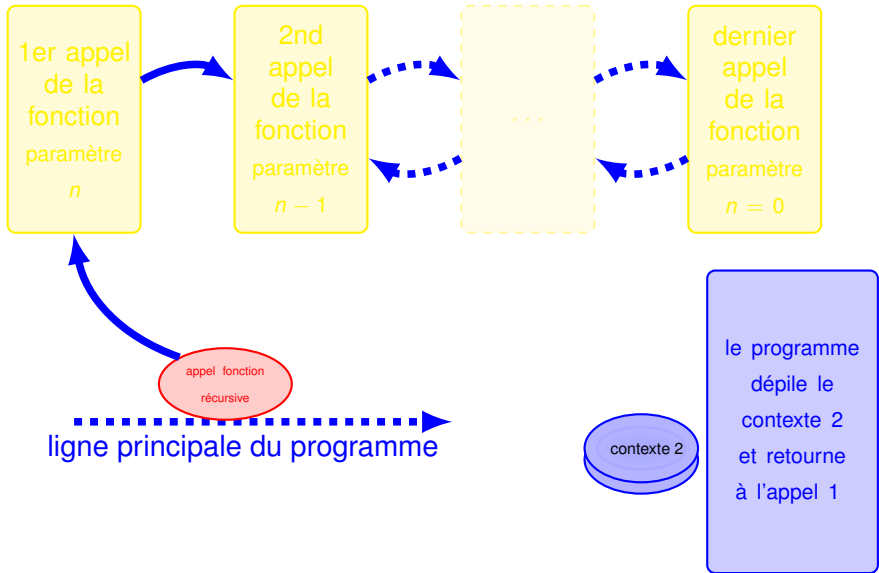 1er appel
de la
fonction
paramètre
n
2nd
appel
de la
fonction
paramètre
n − 1
. . .
dernier
appel
de la
fonction
paramètre
n = 0
appel fonction
récursive
ligne principale du programme
contexte 2
le programme
dépile le
contexte 2
et retourne
à l'appel 1